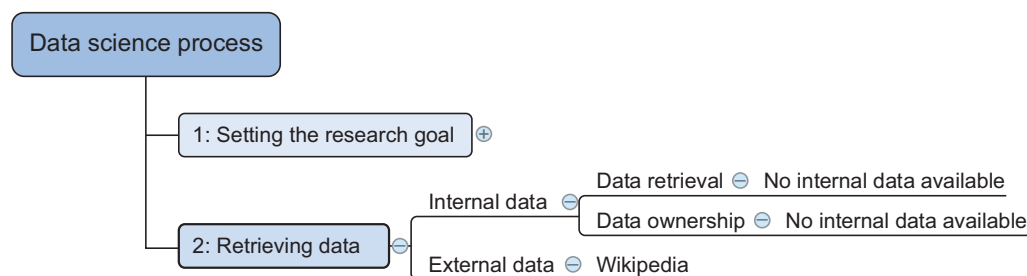 Data science process
1: Setting the research goal
2: Retrieving data
Internal data
Data retrieval
No internal data available
Data ownership
No internal data available
External data
Wikipedia